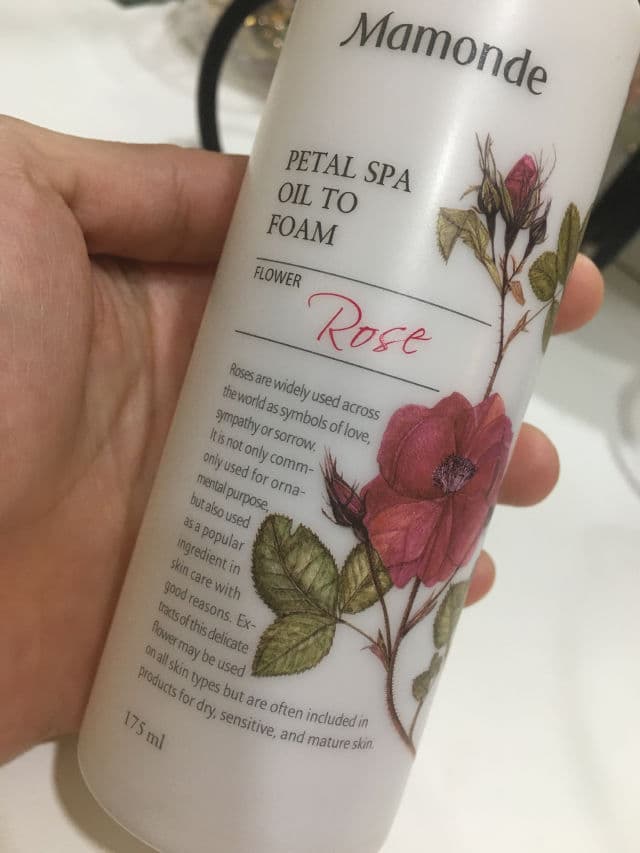 Mamonde
PETAL SPA
OIL TO
FOAM
FLOWER
Rose
Roses are widely used across
the world as symbols of love,
sympathy or sorrow.
It is not only comm-
only used for orna-
mental purpose,
but also used
as a popular
ingredient in
skin care with
good reasons. Ex-
tracts of this delicate
flower may be used
on all skin types but are often included in
products for dry, sensitive, and mature skin.
175 ml